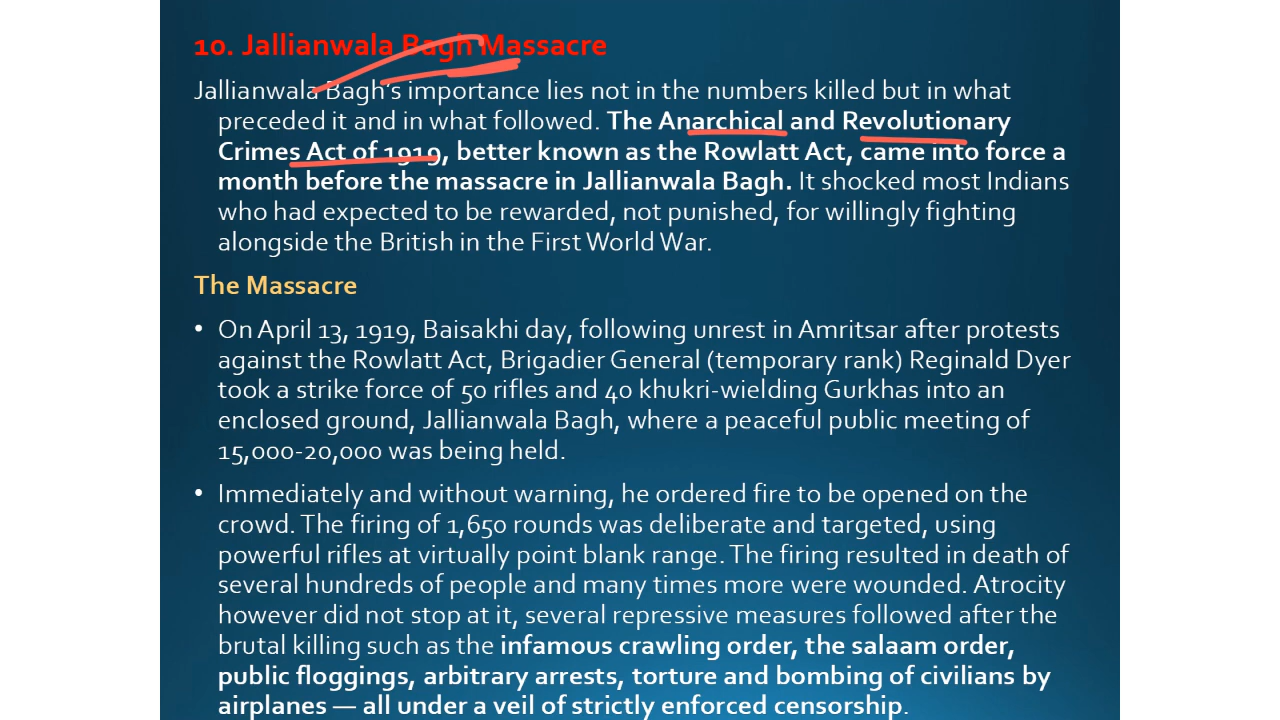 10. Jallianwala Bagh Massacre
Jallianwala Bagh's importance lies not in the numbers killed but in what
preceded it and in what followed. The Anarchical and Revolutionary
Crimes Act of 1919, better known as the Rowlatt Act, came into force a
month before the massacre in Jallianwala Bagh. It shocked most Indians
who had expected to be rewarded, not punished, for willingly fighting
alongside the British in the First World War.
The Massacre
• On April 13, 1919, Baisakhi day, following unrest in Amritsar after protests
against the Rowlatt Act, Brigadier General (temporary rank) Reginald Dyer
took a strike force of 50 rifles and 40 khukri-wielding Gurkhas into an
enclosed ground, Jallianwala Bagh, where a peaceful public meeting of
15,000-20,000 was being held.
• Immediately and without warning, he ordered fire to be opened on the
crowd. The firing of 1,650 rounds was deliberate and targeted, using
powerful rifles at virtually point blank range. The firing resulted in death of
several hundreds of people and many times more were wounded. Atrocity
however did not stop at it, several repressive measures followed after the
brutal killing such as the infamous crawling order, the salaam order,
public floggings, arbitrary arrests, torture and bombing of civilians by
airplanes — all under a veil of strictly enforced censorship.